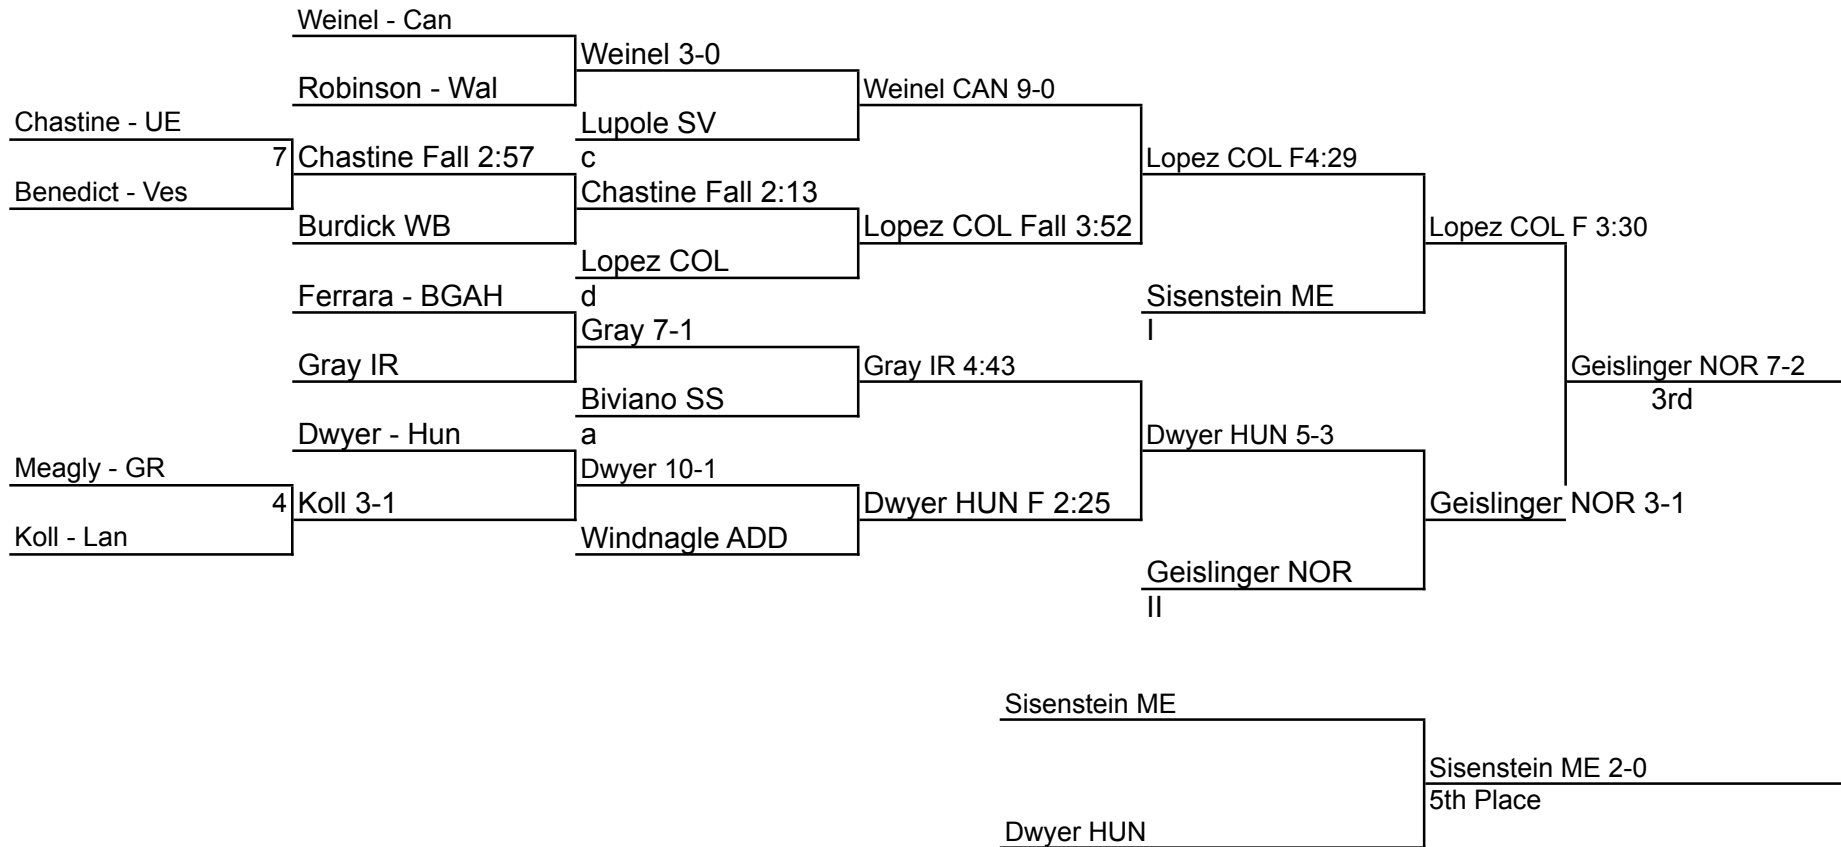 Weinel - Can
Weinel 3-0
Robinson - Wal
Weinel CAN 9-0
Chastine - UE
Lupole SV
7
Chastine Fall 2:57
c
Lopez COL F4:29
Benedict - Ves
Chastine Fall 2:13
Burdick WB
Lopez COL Fall 3:52
Lopez COL F 3:30
Lopez COL
Ferrara - BGAH
d
Sisenstein ME
Gray 7-1
I
Gray IR
Gray IR 4:43
Geislinger NOR 7-2
Biviano SS
3rd
Dwyer - Hun
a
Dwyer HUN 5-3
Meagly - GR
Dwyer 10-1
4
Koll 3-1
Dwyer HUN F 2:25
Geislinger NOR 3-1
Koll - Lan
Windnagle ADD
Geislinger NOR
II
Sisenstein ME
Sisenstein ME 2-0
5th Place
Dwyer HUN